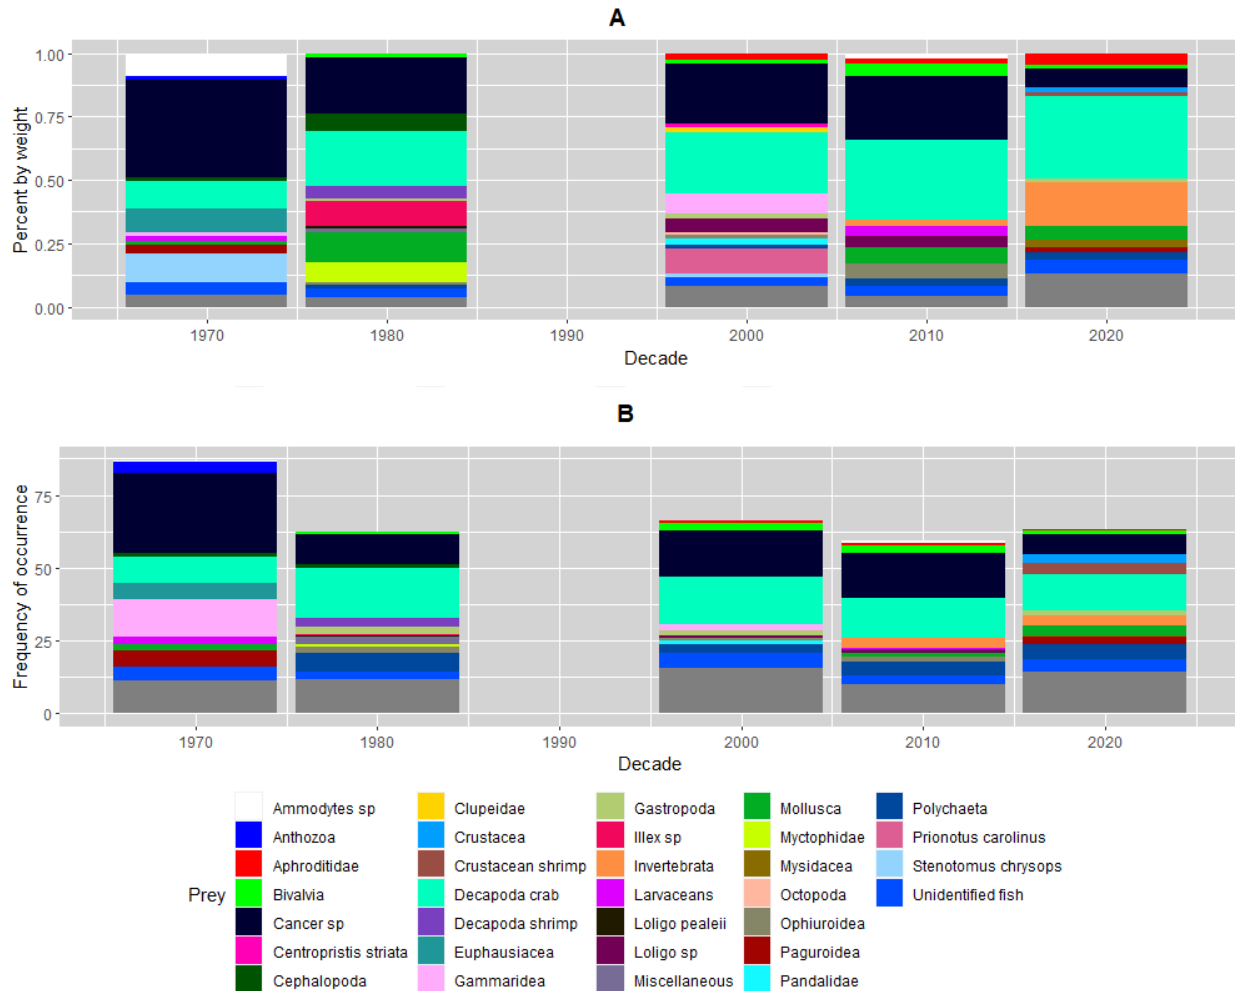 A
Percent by weight
1.00
0.75
0.50
0.25
0.00
1970 1980 1990 2000 2010 2020
Decade
B
Frequency of occurrence
75
50
25
0
1970 1980 1990 2000 2010 2020
Decade
Prey
Ammodytes sp
Anthozoa
Aphroditidae
Bivalvia
Cancer sp
Centropristis striata
Cephalopoda
Clupeidae
Crustacea
Crustacean shrimp
Decapoda crab
Decapoda shrimp
Euphausiacea
Gammaridea
Gastropoda
Illex sp
Invertebrata
Larvaceans
Loligo pealeii
Loligo sp
Miscellaneous
Mollusca
Myctophidae
Mysidacea
Octopoda
Ophiuroidea
Paguroidea
Pandalidae
Polychaeta
Prionotus carolinus
Stenotomus chrysops
Unidentified fish